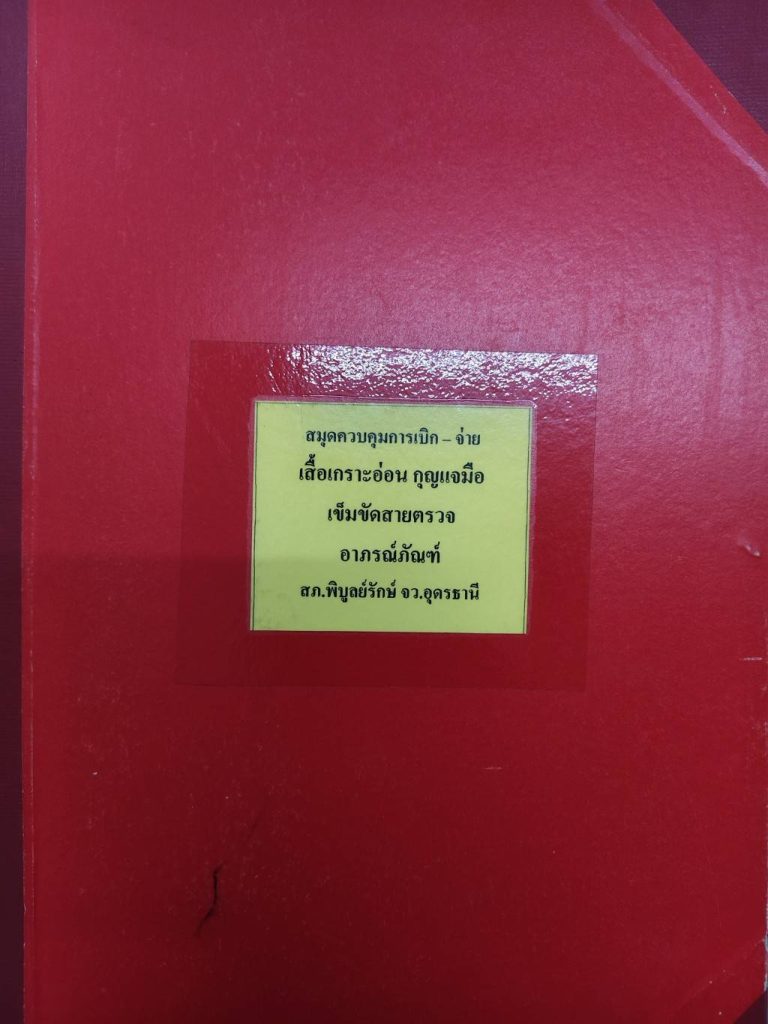 สมุดควบคุมการเบิก – จ่าย
เสื้อเกราะอ่อน กุญแจมือ
เข็มขัดสายตรวจ
อาภรณ์ภัณฑ์
สภ.พิบูลย์รักษ์ จว.อุดรธานี